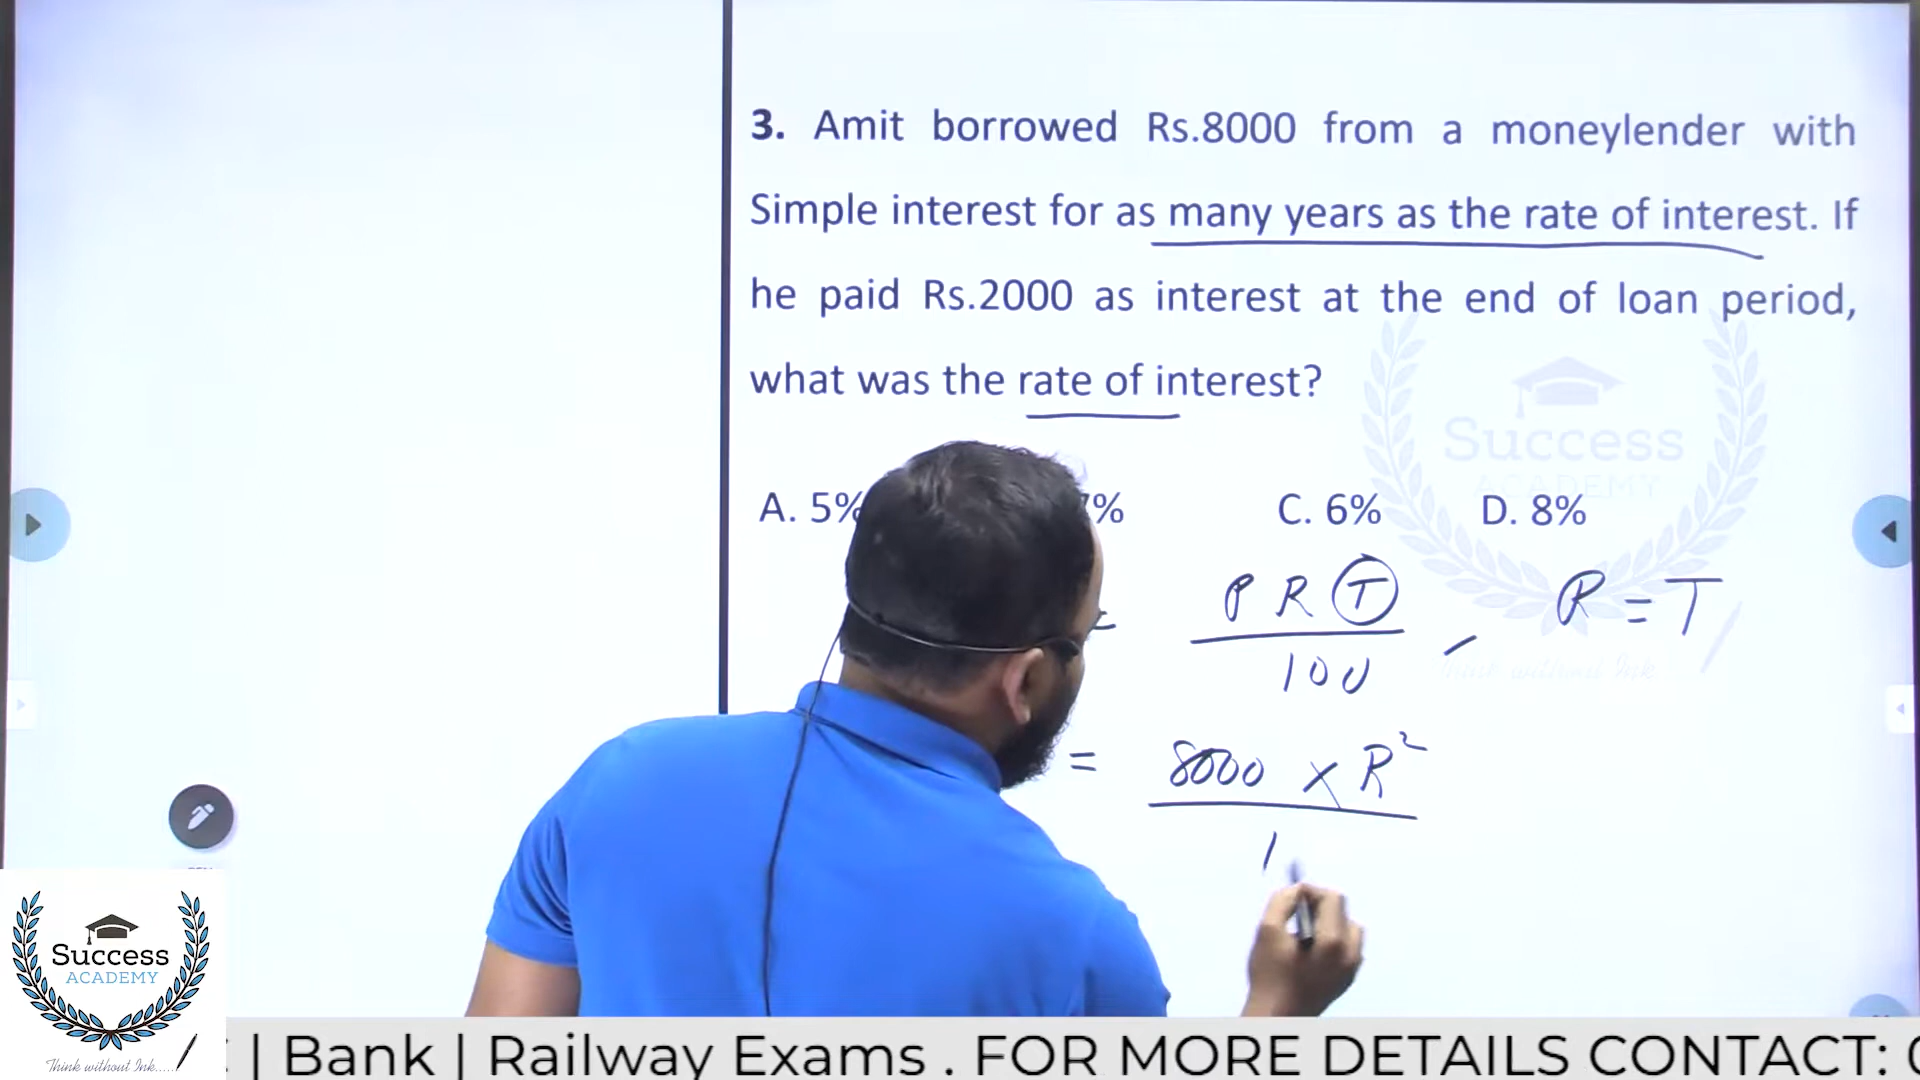 3. Amit borrowed Rs.8000 from a moneylender with
Simple interest for as many years as the rate of interest. If
he paid Rs.2000 as interest at the end of loan period,
what was the rate of interest?
Success
ACADEMY
A. 5% % C. 6% D. 8%
P R T
100
R = T
Think without Ink
= 8000 × R²
1
Success
ACADEMY
Think without Ink.....
| Bank | Railway Exams . FOR MORE DETAILS CONTACT: